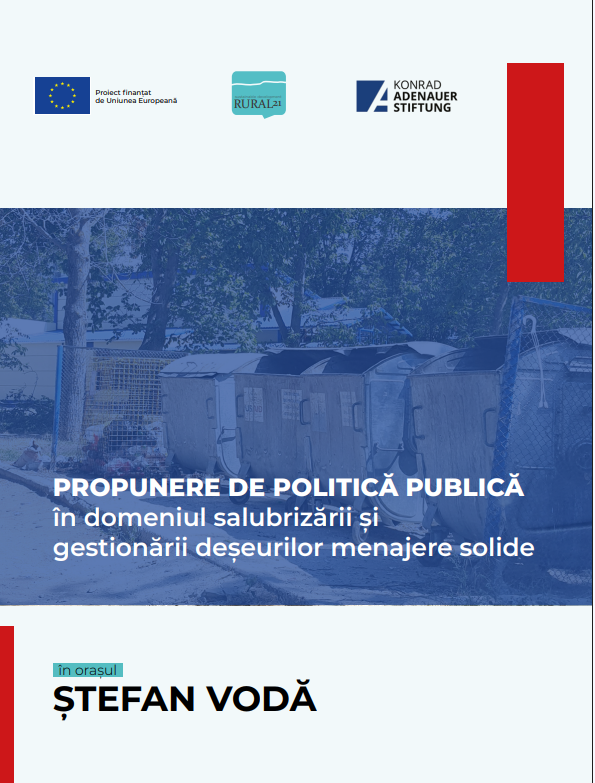 Proiect finanțat
de Uniunea Europeană
RURAL21
KONRAD
ADENAUER
STIFTUNG
PROPUNERE DE POLITICĂ PUBLICĂ
în domeniul salubrizării și
gestionării deșeurilor menajere solide
în orașul
ȘTEFAN VODĂ